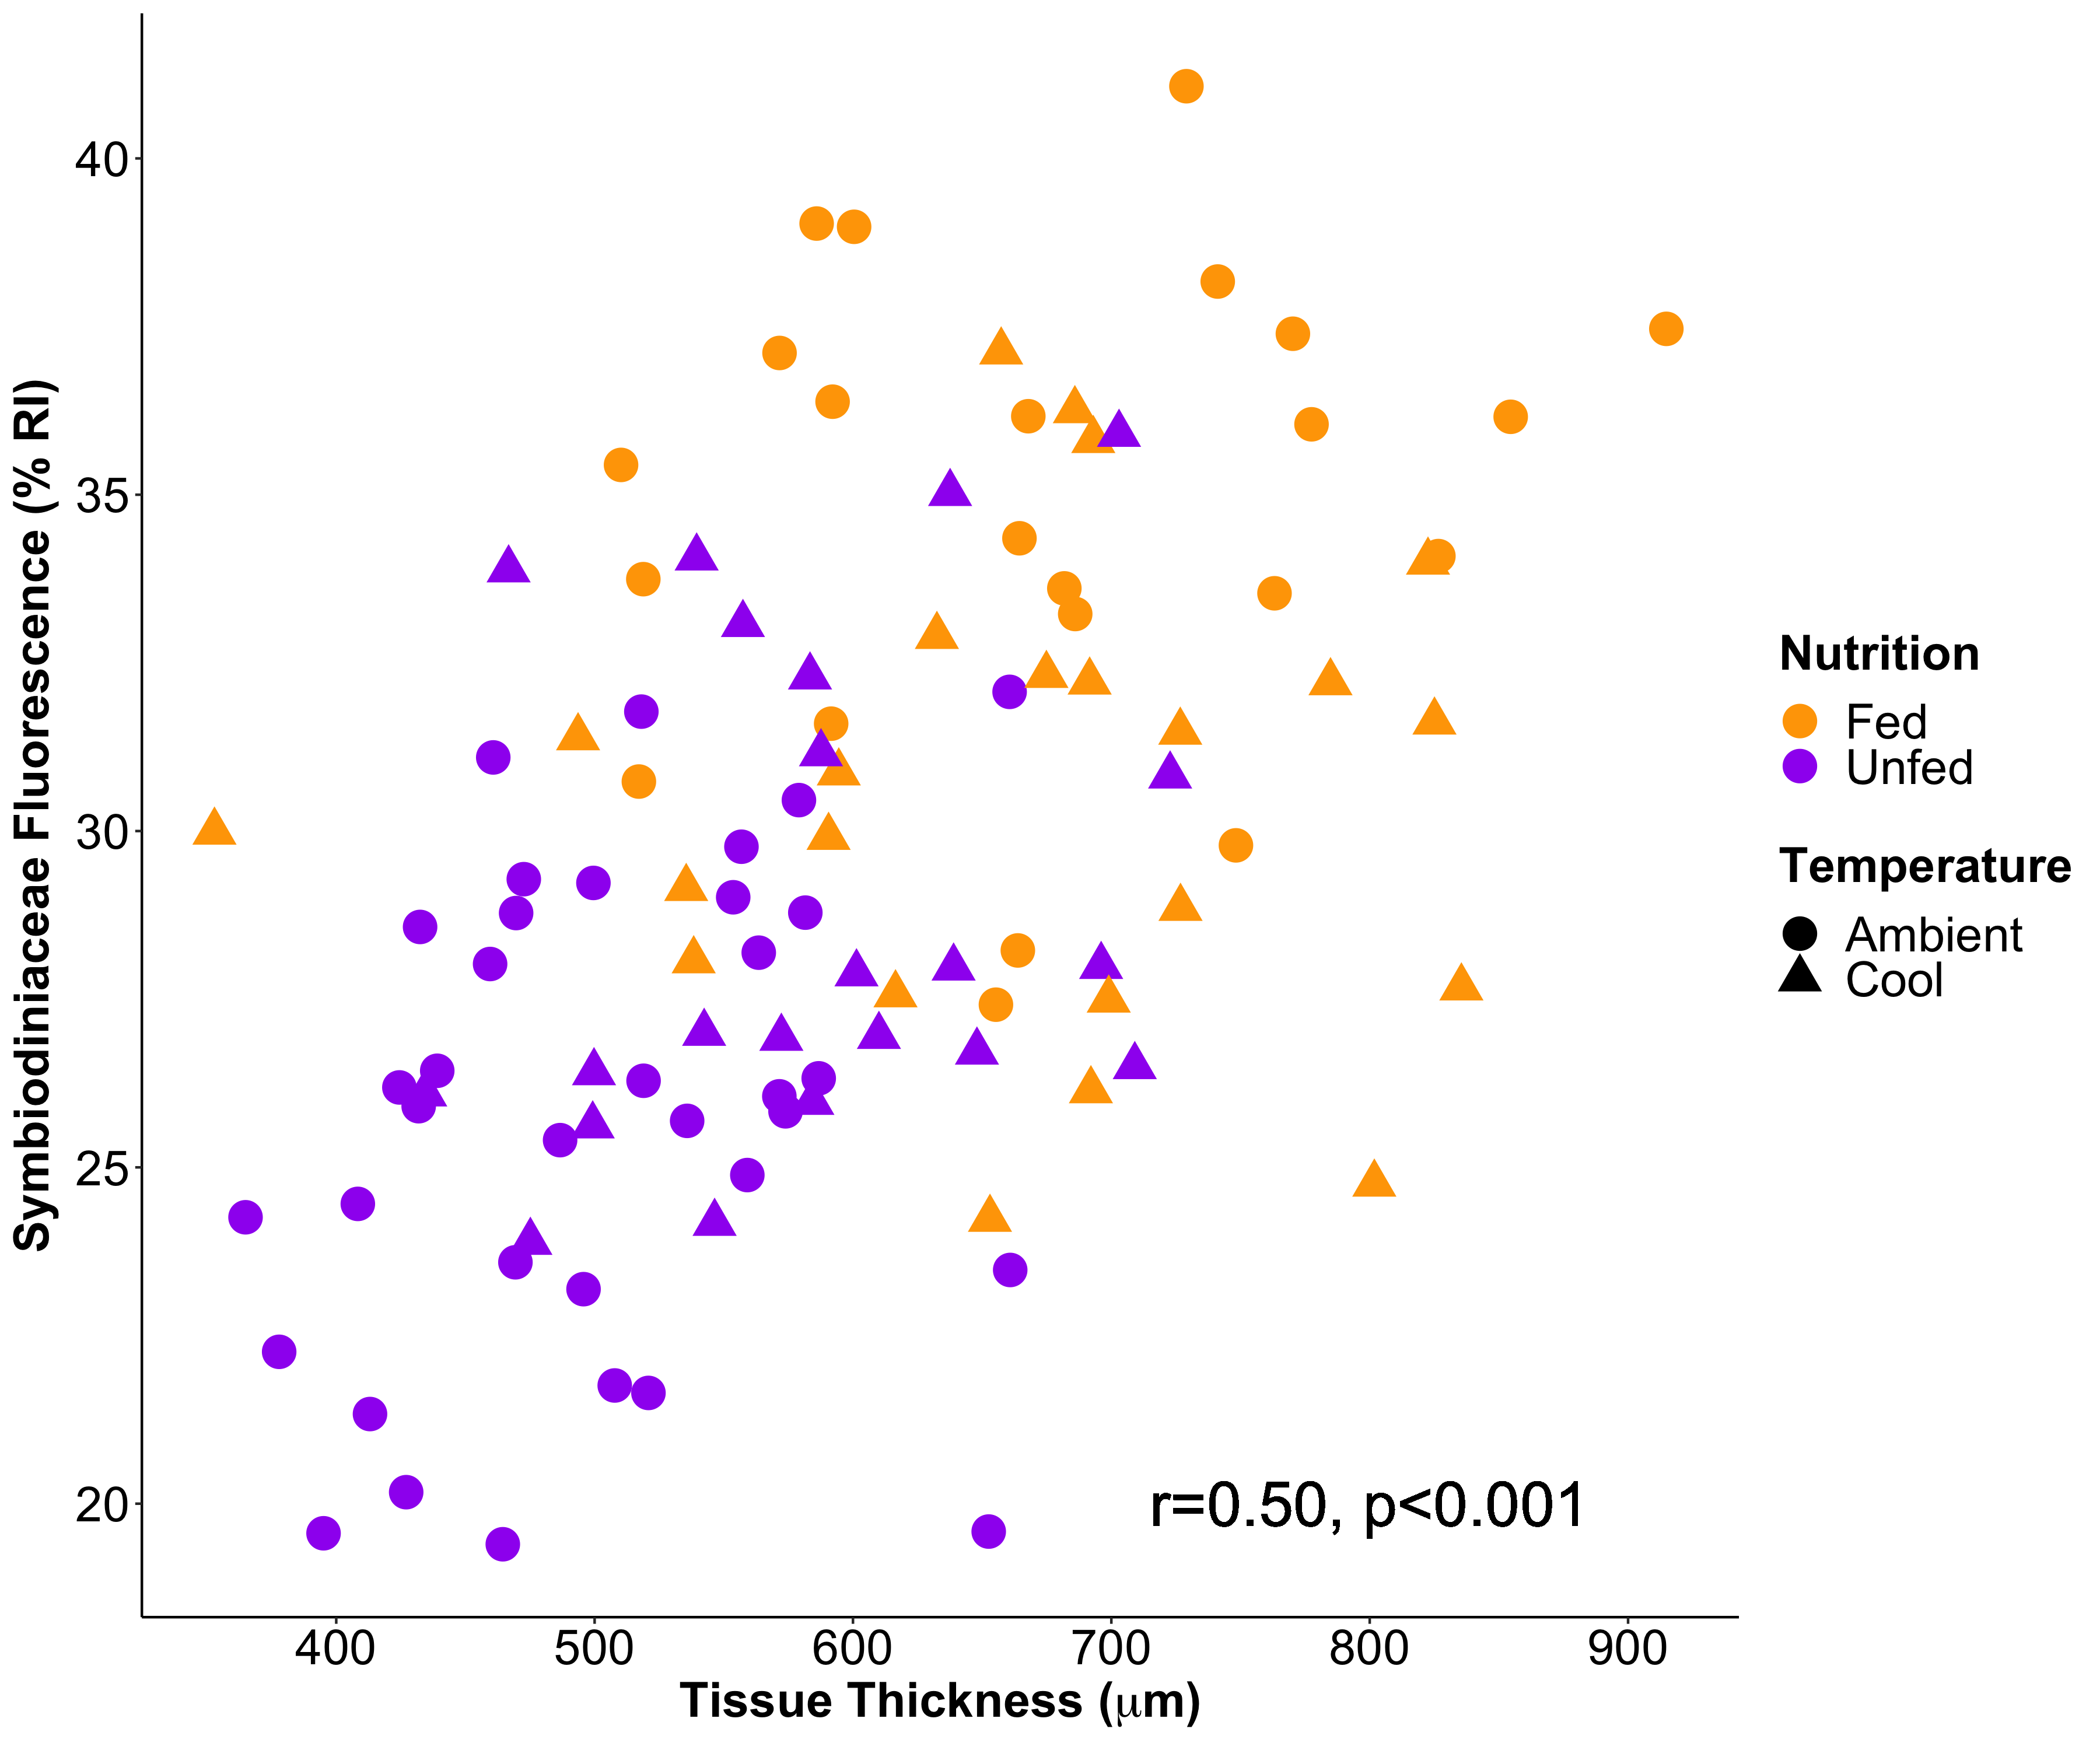 Symbiodiniaceae Fluorescence (% RI)
40
35
30
25
20
400 500 600 700 800 900
Tissue Thickness (μm)
r=0.50, p<0.001
Nutrition
Fed
Unfed
Temperature
Ambient
Cool